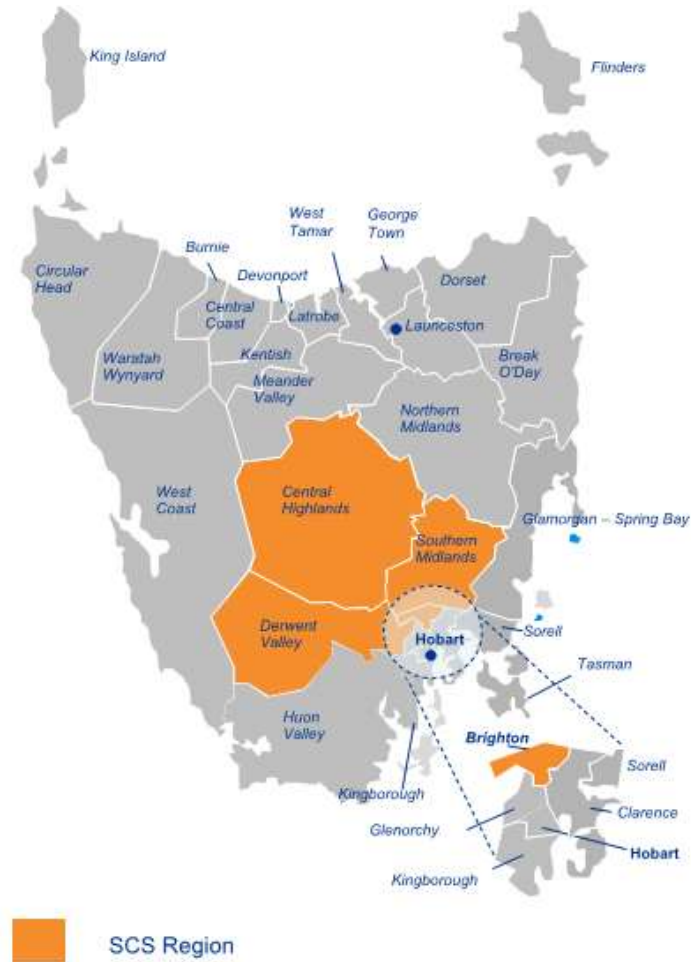 King Island
Flinders
West
Tamar
George
Town
Burnie
Devonport
Circular
Head
Central
Coast
Latrobe
Dorset
Launceston
Waratah
Wynyard
Kentish
Break
O'Day
Meander
Valley
Northern
Midlands
West
Coast
Central
Highlands
Glamorgan – Spring Bay
Southern
Midlands
Derwent
Valley
Hobart
Sorell
Tasman
Huon
Valley
Brighton
Sorell
Kingborough
Clarence
Glenorchy
Hobart
Kingborough
SCS Region